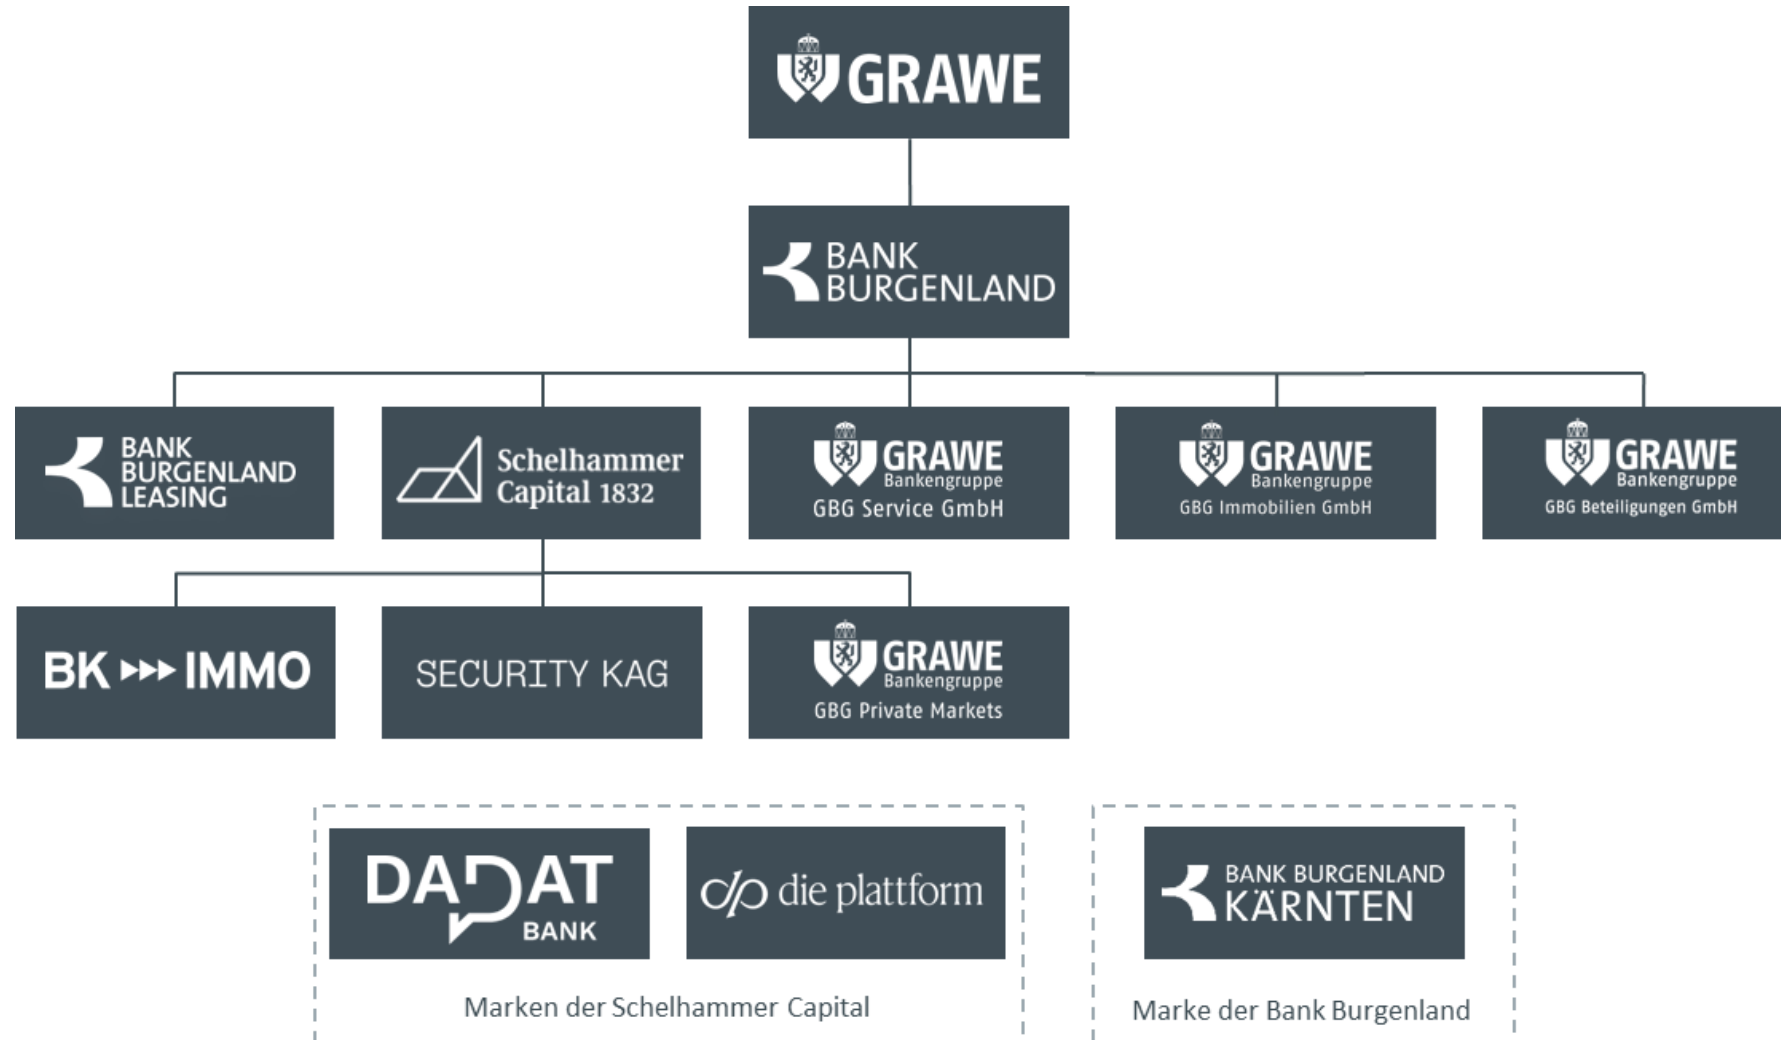 GRAWE
BANK
BURGENLAND
BANK
BURGENLAND
LEASING
Schelhammer
Capital 1832
GRAWE
Bankengruppe
GBG Service GmbH
GRAWE
Bankengruppe
GBG Immobilien GmbH
GRAWE
Bankengruppe
GBG Beteiligungen GmbH
BK IMMO
SECURITY KAG
GRAWE
Bankengruppe
GBG Private Markets
DADAT
BANK
dp die plattform
BANK BURGENLAND
KÄRNTEN
Marken der Schelhammer Capital
Marke der Bank Burgenland